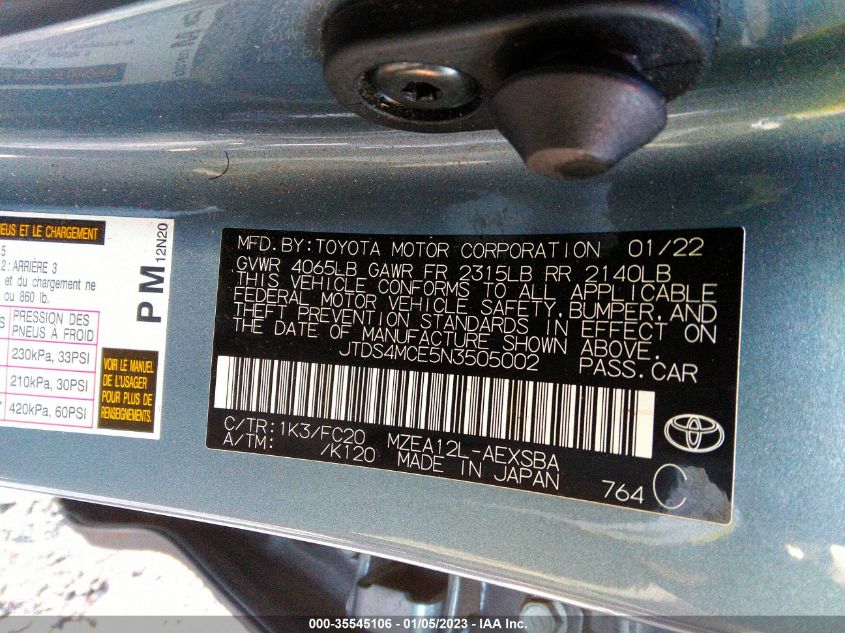 NEUS ET LE CHARGEMENT
5
2 : ARRIÈRE 3
et du chargement ne
ou 860 lb.
PRESSION DES
PNEUS À FROID
230kPa, 33PSI
210kPa, 30PSI
420kPa, 60PSI
VOIR
LE MANUEL
DE L'USAGER
POUR PLUS DE
RENSEIGNEMENTS.
PM
12N20
MFD. BY: TOYOTA MOTOR CORPORATION 01/22
GVWR 4065LB GAWR FR 2315LB RR 2140LB
THIS VEHICLE CONFORMS TO ALL APPLICABLE
FEDERAL MOTOR VEHICLE SAFETY, BUMPER, AND
THEFT PREVENTION STANDARDS IN EFFECT ON
THE DATE OF MANUFACTURE SHOWN ABOVE.
JTDS4MCE5N3505002 PASS. CAR
C/TR: 1K3/FC20 MZEA12L-AEXSBA
A/TM: /K120 MADE IN JAPAN
764 C
000-35545106 - 01/05/2023 - IAA Inc.